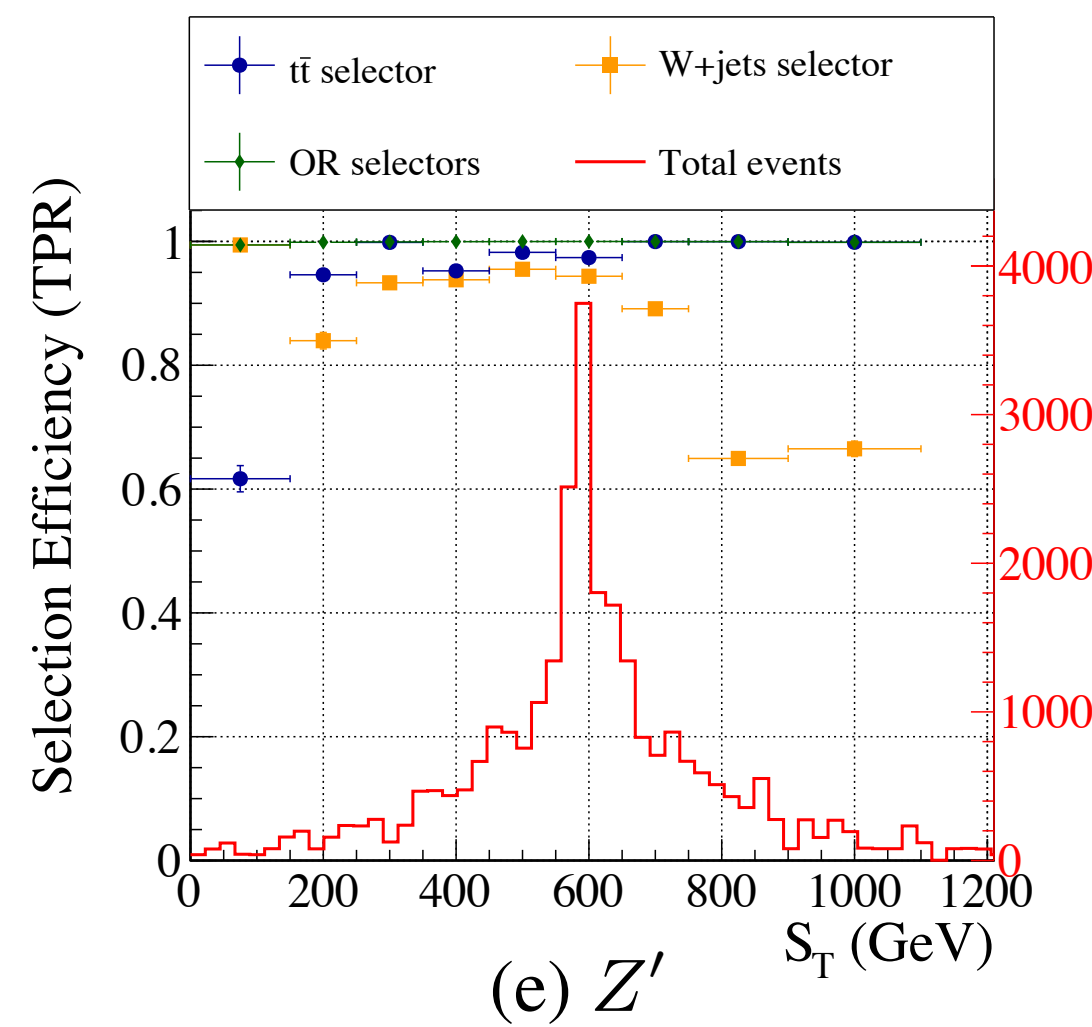 tt̄ selector
W+jets selector
OR selectors
Total events
Selection Efficiency (TPR)
1
0.8
0.6
0.4
0.2
0
4000
3000
2000
1000
0
0 200 400 600 800 1000 1200
S_T (GeV)
(e) Z′